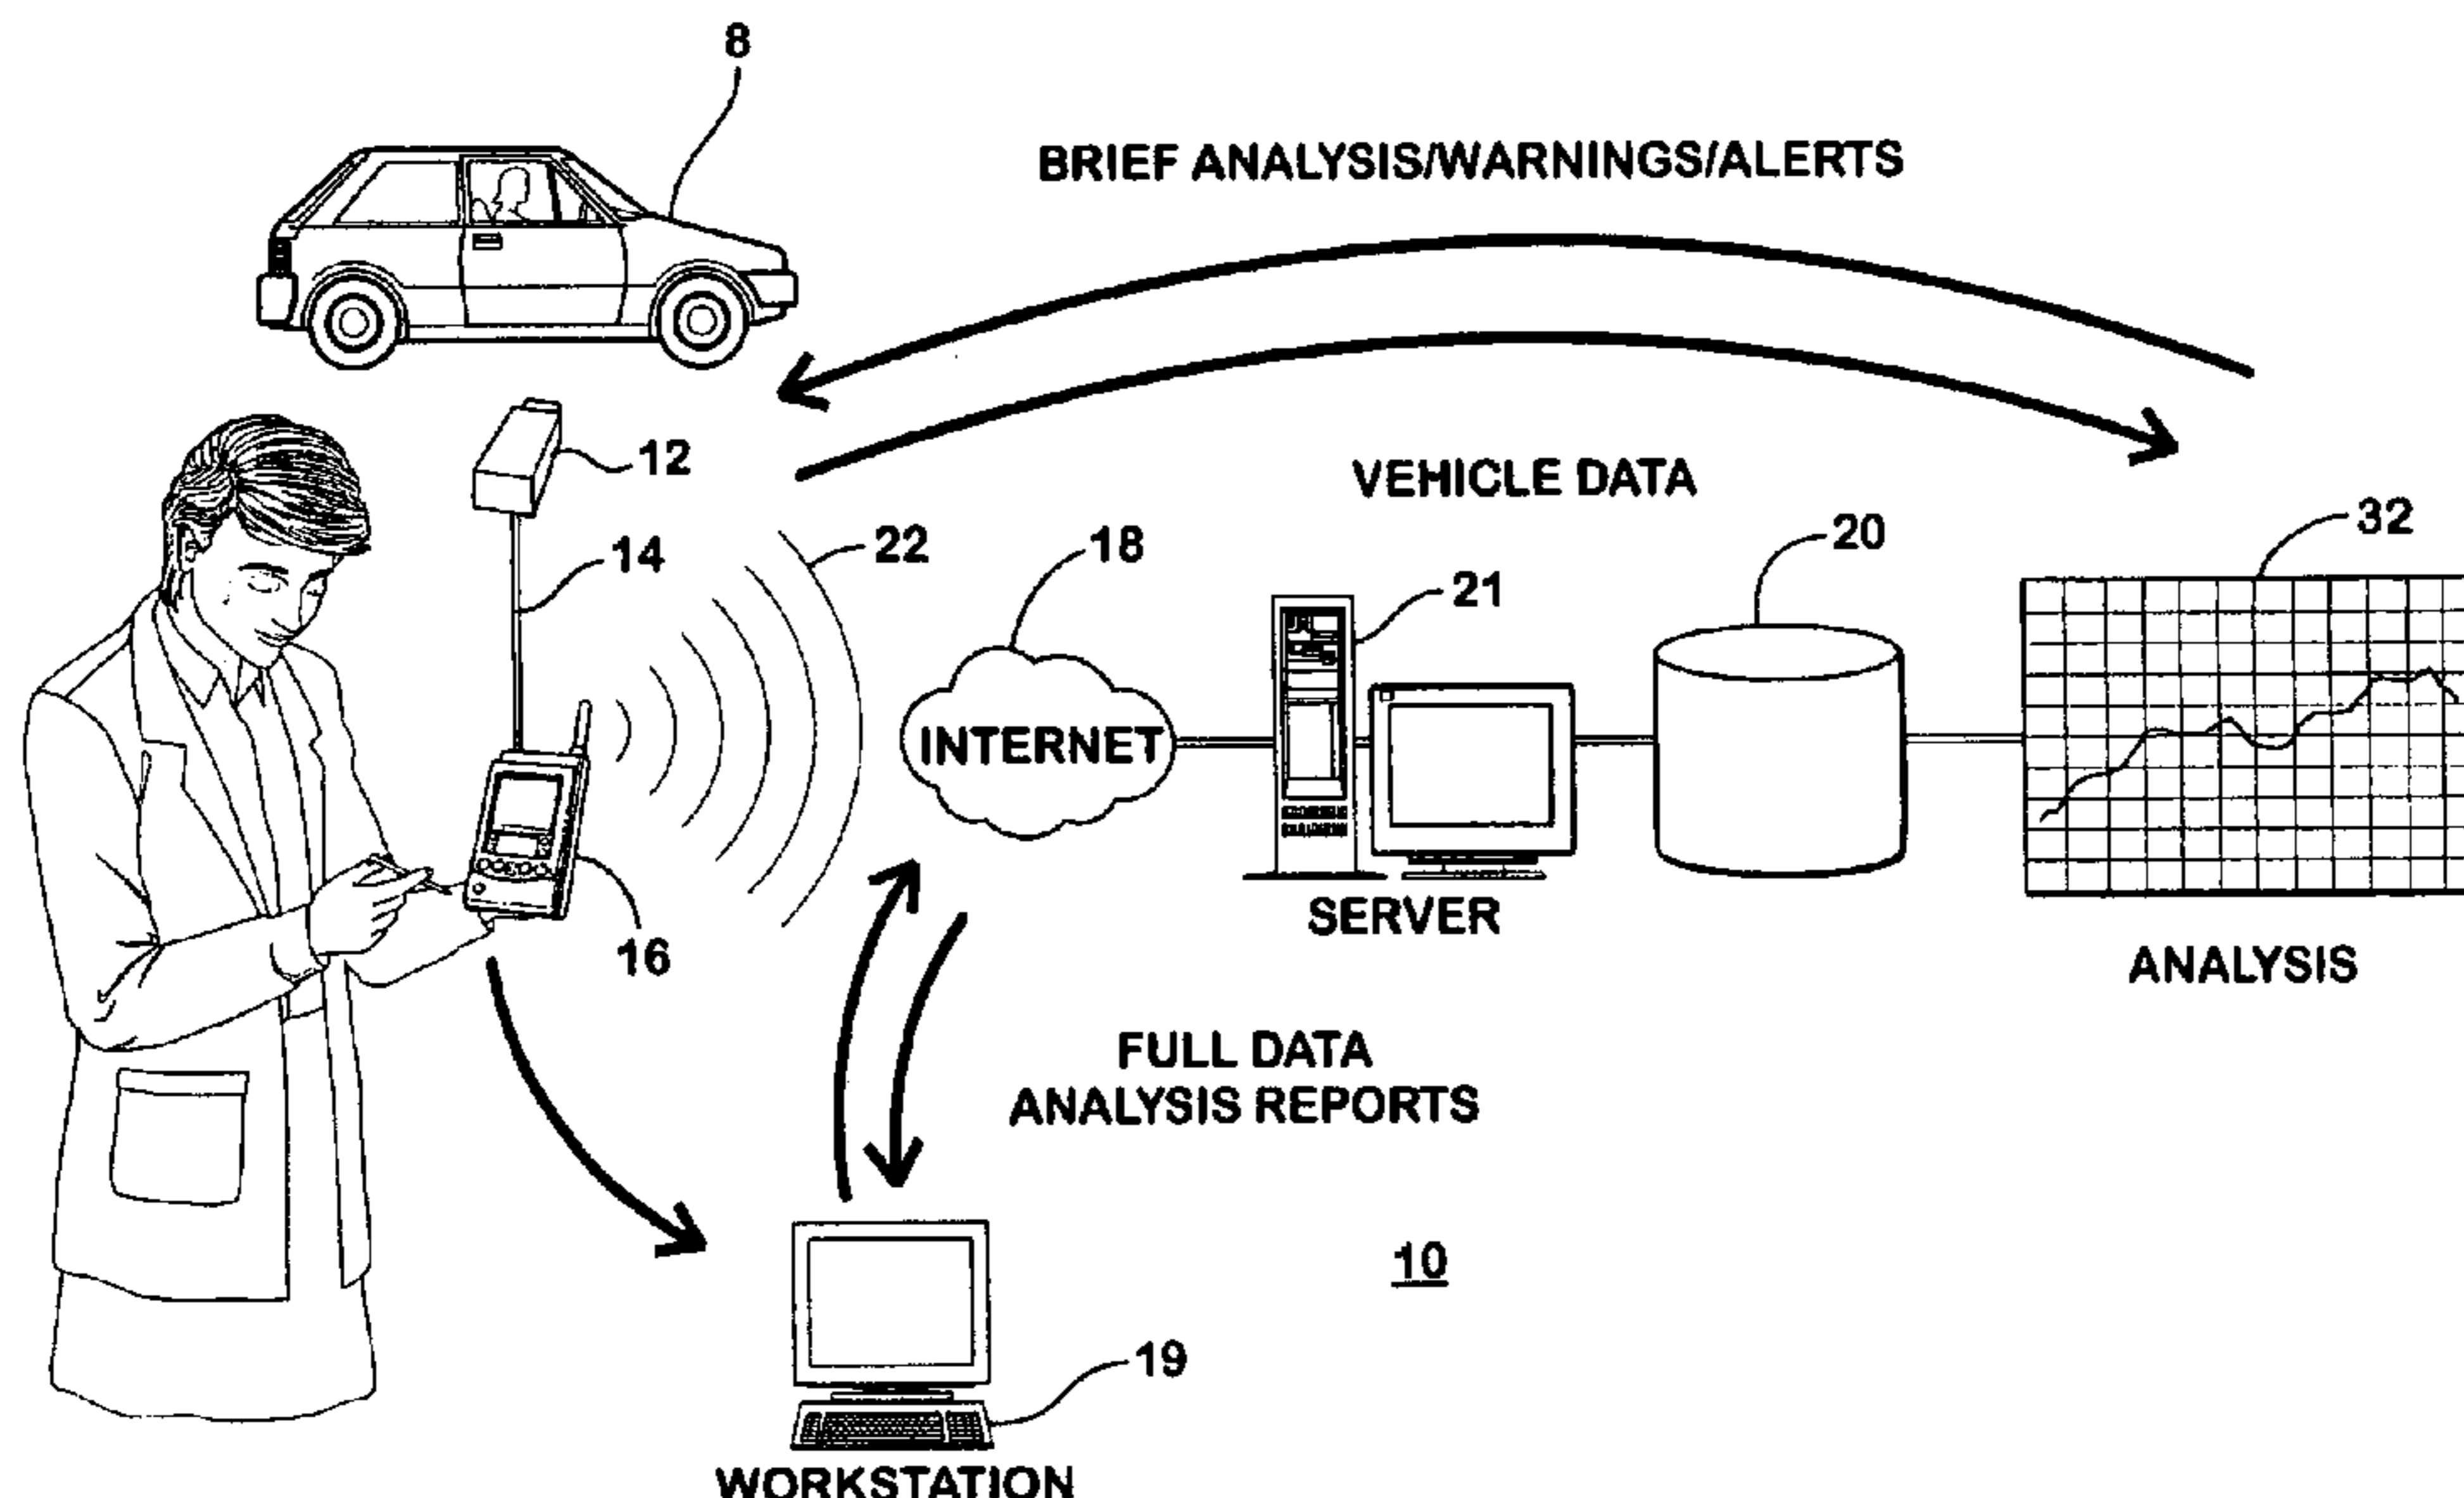 8
BRIEF ANALYSIS/WARNINGS/ALERTS
12
VEHICLE DATA
14
22
18
21
20
32
INTERNET
16
SERVER
ANALYSIS
FULL DATA
ANALYSIS REPORTS
10
19
WORKSTATION